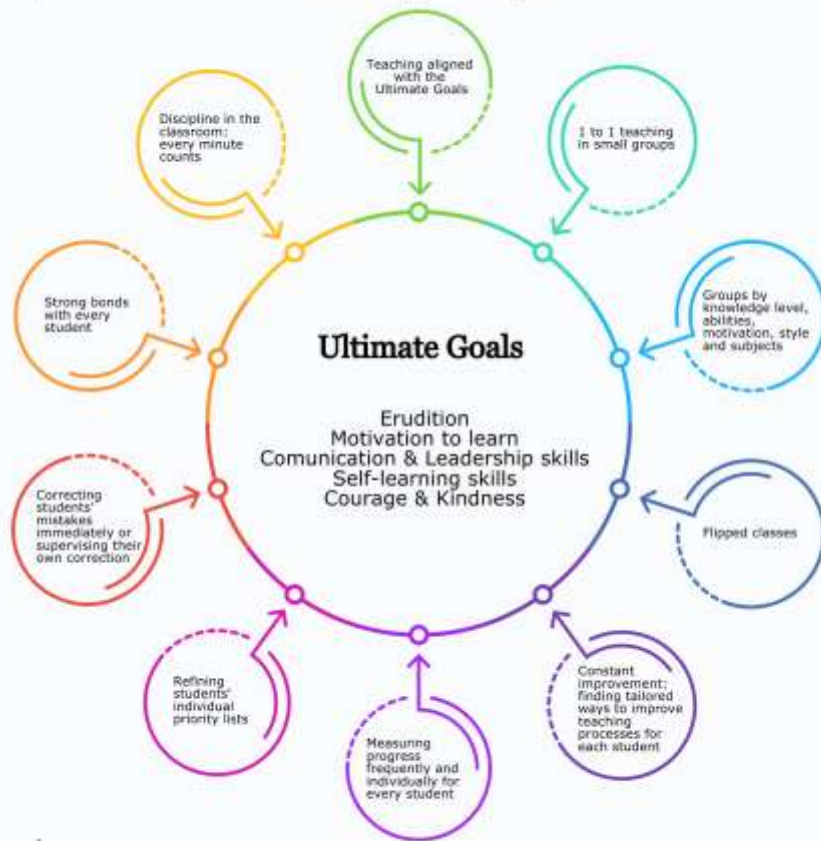 Teaching aligned
with the
Ultimate Goals
1 to 1 teaching
in small groups
Groups by
knowledge level,
abilities,
motivation, style
and subjects
Flipped classes
Constant
improvement:
finding tailored
ways to improve
teaching
processes for
each student
Measuring
progress
frequently and
individually for
every student
Refining
students'
individual
priority lists
Correcting
students'
mistakes
immediately or
supervising their
own correction
Strong bonds
with every
student
Discipline in the
classroom:
every minute
counts
Ultimate Goals
Erudition
Motivation to learn
Comunication & Leadership skills
Self-learning skills
Courage & Kindness